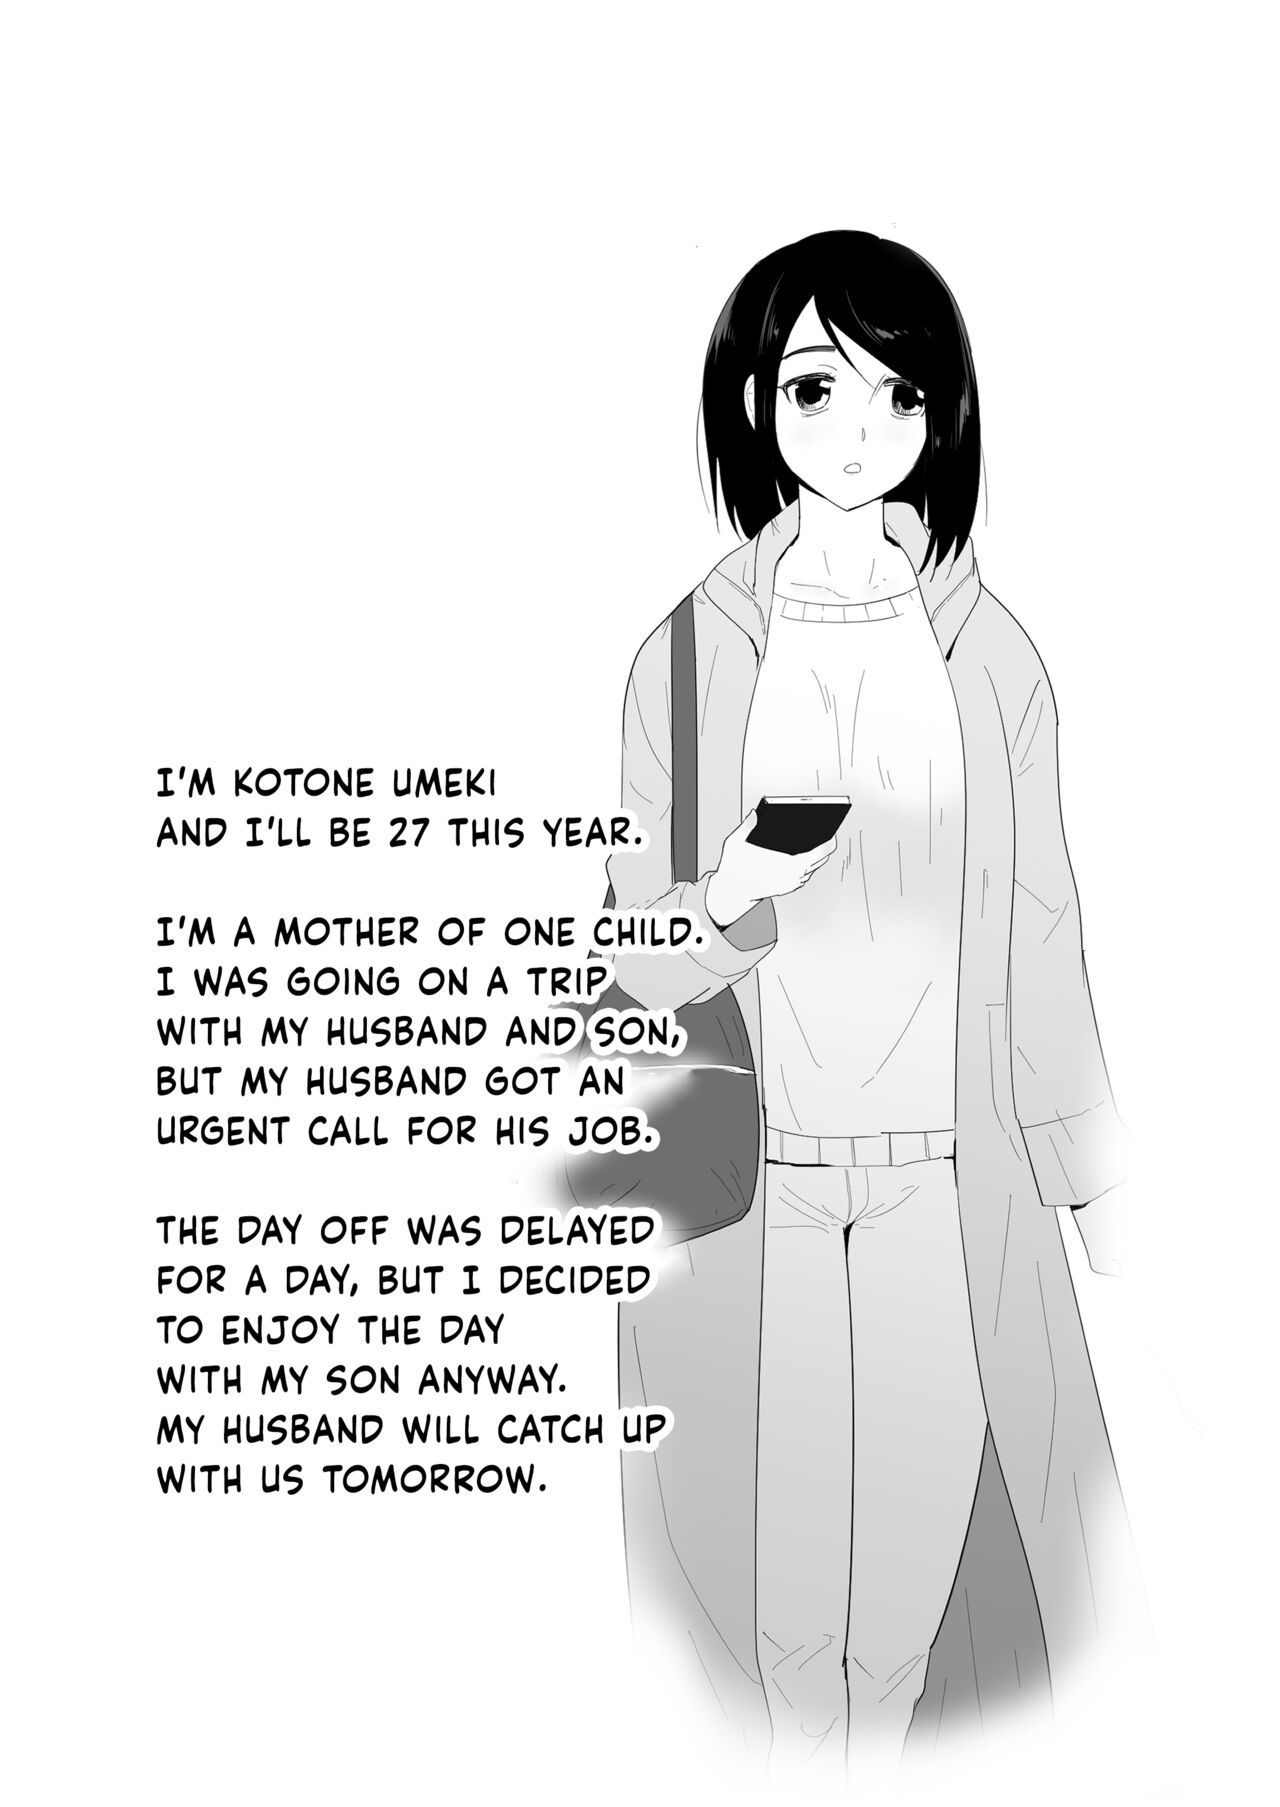 I'M KOTONE UMEKI
AND I'LL BE 27 THIS YEAR.
I'M A MOTHER OF ONE CHILD.
I WAS GOING ON A TRIP
WITH MY HUSBAND AND SON,
BUT MY HUSBAND GOT AN
URGENT CALL FOR HIS JOB.
THE DAY OFF WAS DELAYED
FOR A DAY, BUT I DECIDED
TO ENJOY THE DAY
WITH MY SON ANYWAY.
MY HUSBAND WILL CATCH UP
WITH US TOMORROW.